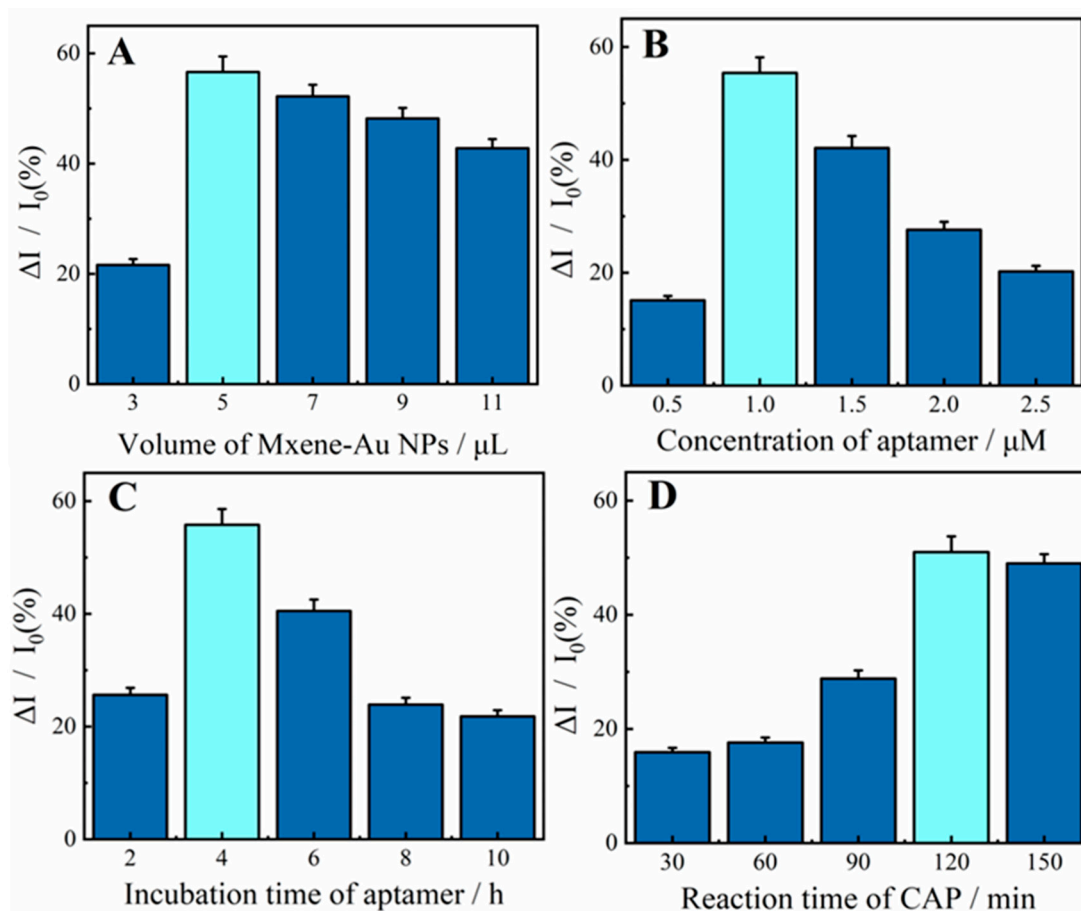 A
ΔI / I₀(%)
60
40
20
0
3 5 7 9 11
Volume of Mxene-Au NPs / μL
B
ΔI / I₀(%)
60
40
20
0
0.5 1.0 1.5 2.0 2.5
Concentration of aptamer / μM
C
ΔI / I₀(%)
60
40
20
0
2 4 6 8 10
Incubation time of aptamer / h
D
ΔI / I₀(%)
60
40
20
0
30 60 90 120 150
Reaction time of CAP / min